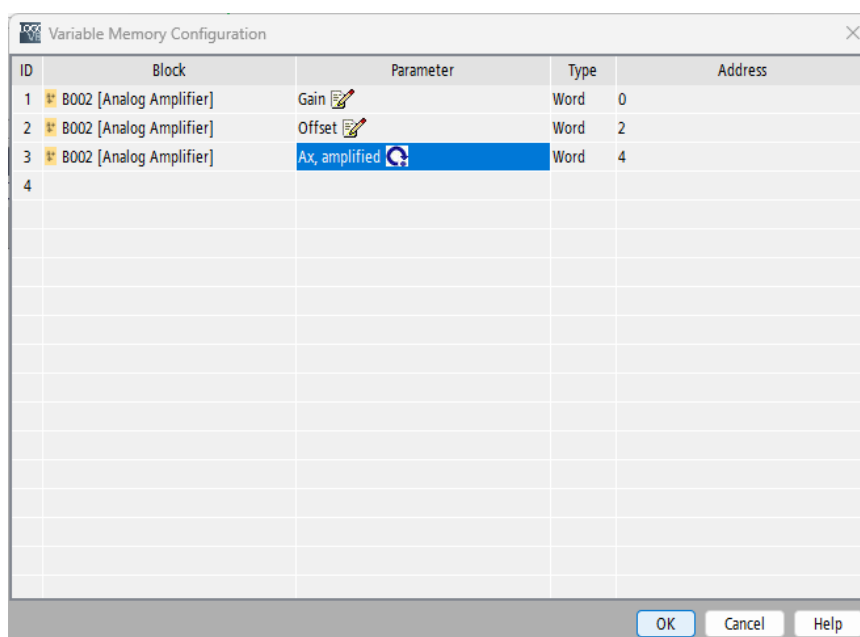 Variable Memory Configuration
ID Block Parameter Type Address
1 B002 [Analog Amplifier] Gain Word 0
2 B002 [Analog Amplifier] Offset Word 2
3 B002 [Analog Amplifier] Ax, amplified Word 4
4
OK Cancel Help